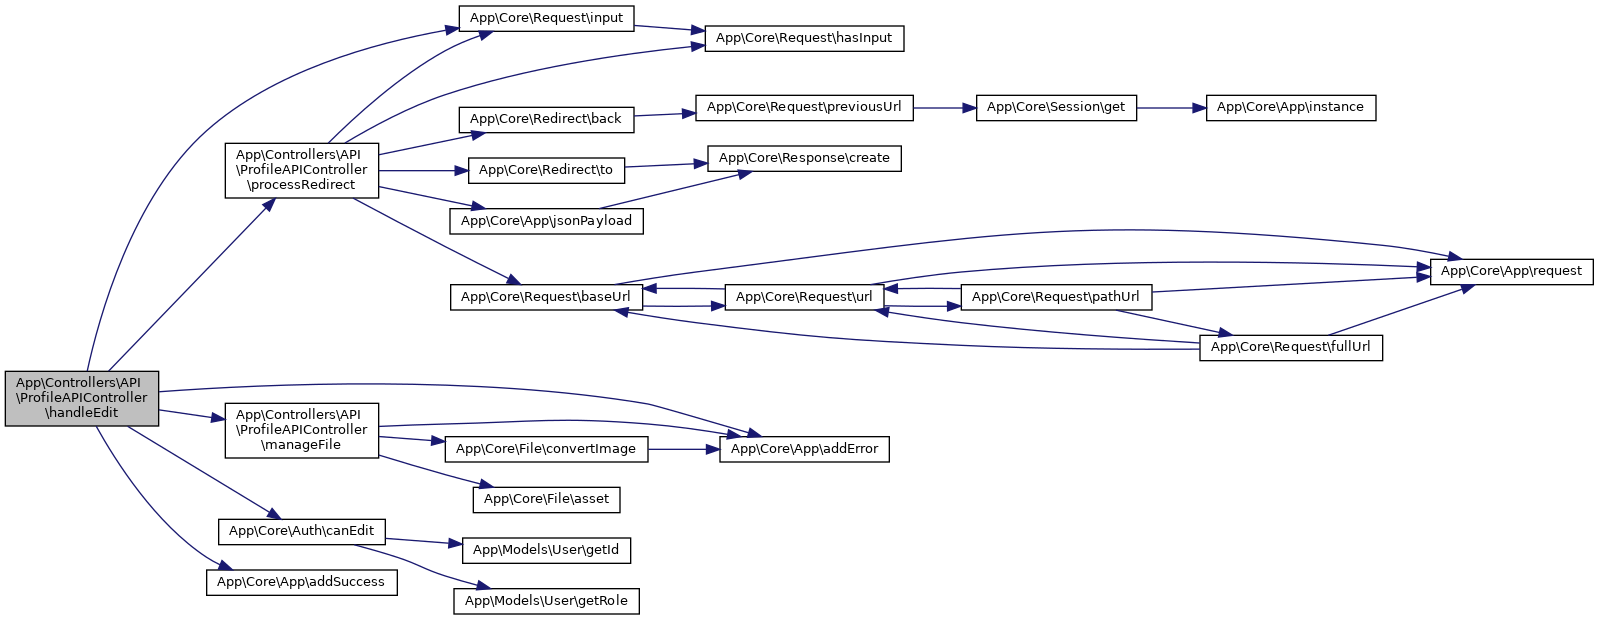 App\Core\Request\input
App\Core\Request\hasInput
App\Core\Redirect\back
App\Core\Request\previousUrl
App\Core\Session\get
App\Core\App\instance
App\Controllers\API
\ProfileAPIController
\processRedirect
App\Core\Redirect\to
App\Core\Response\create
App\Core\App\jsonPayload
App\Core\Request\baseUrl
App\Core\Request\url
App\Core\Request\pathUrl
App\Core\App\request
App\Core\Request\fullUrl
App\Controllers\API
\ProfileAPIController
\handleEdit
App\Controllers\API
\ProfileAPIController
\manageFile
App\Core\File\convertImage
App\Core\App\addError
App\Core\File\asset
App\Core\Auth\canEdit
App\Models\User\getId
App\Core\App\addSuccess
App\Models\User\getRole